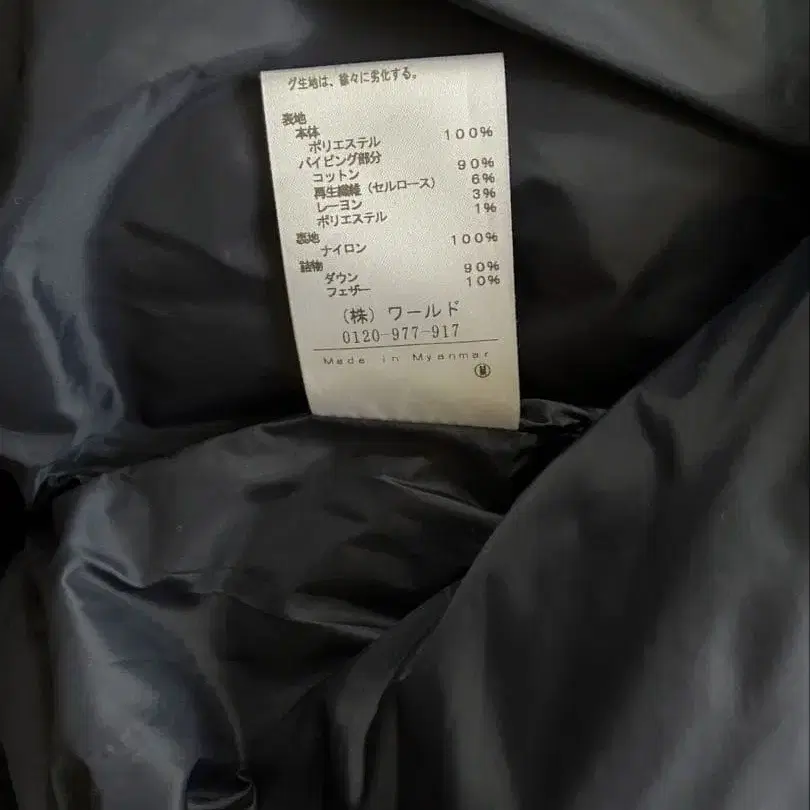 グ生地は、徐々に劣化する。
表地
本体
ポリエステル 100%
パイピング部分
コットン 90%
再生繊維(セルロース) 6%
レーヨン 3%
ポリエステル 1%
裏地
ナイロン 100%
詰物
ダウン 90%
フェザー 10%
(株)ワールド
0120-977-917
Made in Myanmar
M